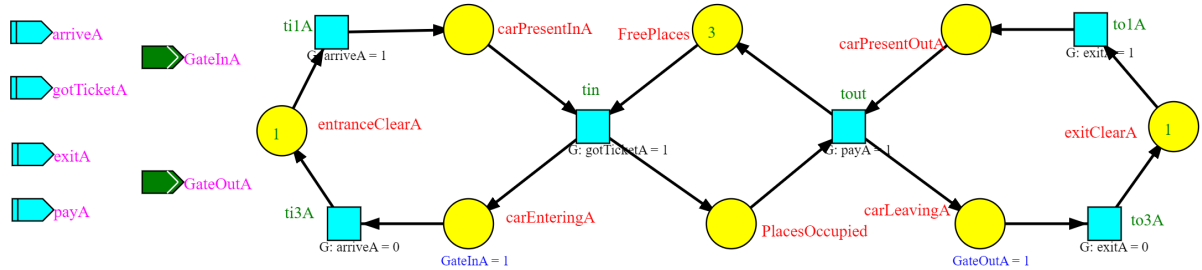 arriveA
gotTicketA
exitA
payA
GateInA
GateOutA
ti1A
G: arriveA = 1
carPresentInA
1
entranceClearA
ti3A
G: arriveA = 0
carEnteringA
GateInA = 1
tin
G: gotTicketA = 1
FreePlaces
3
PlacesOccupied
tout
G: payA = 1
carPresentOutA
carLeavingA
GateOutA = 1
to1A
G: exitA = 1
exitClearA
1
to3A
G: exitA = 0